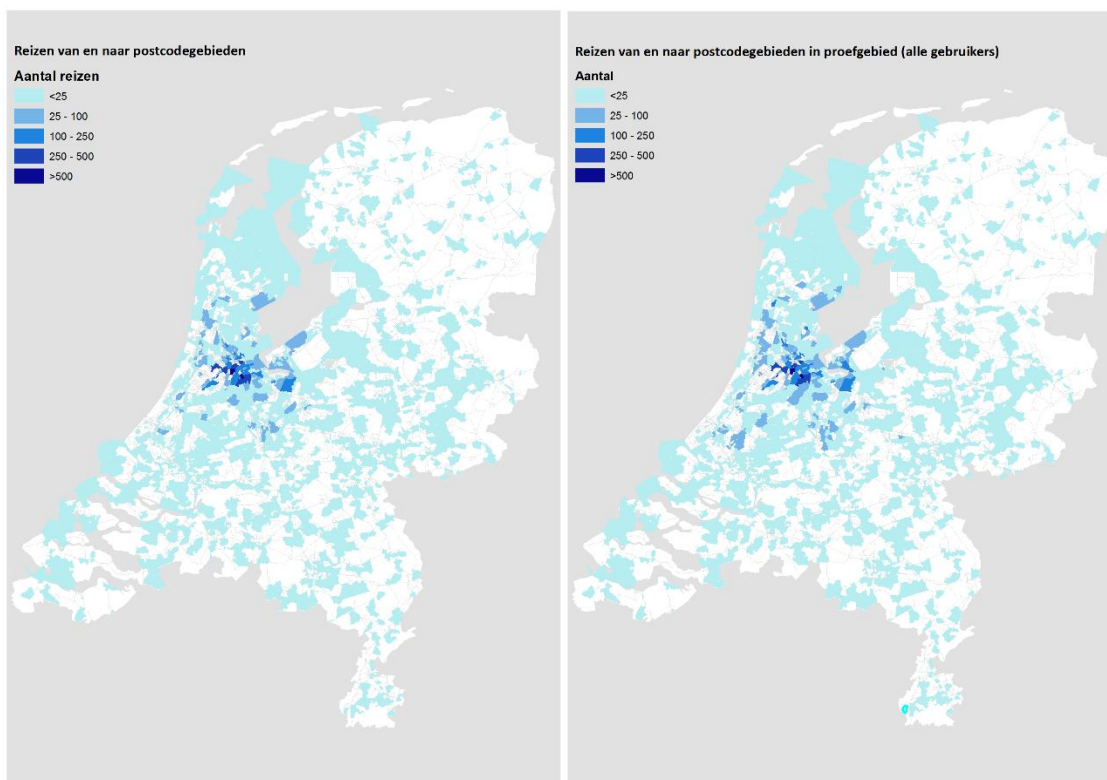 Reizen van en naar postcodegebieden
Aantal reizen
<25
25 - 100
100 - 250
250 - 500
>500
Reizen van en naar postcodegebieden in proefgebied (alle gebruikers)
Aantal
<25
25 - 100
100 - 250
250 - 500
>500